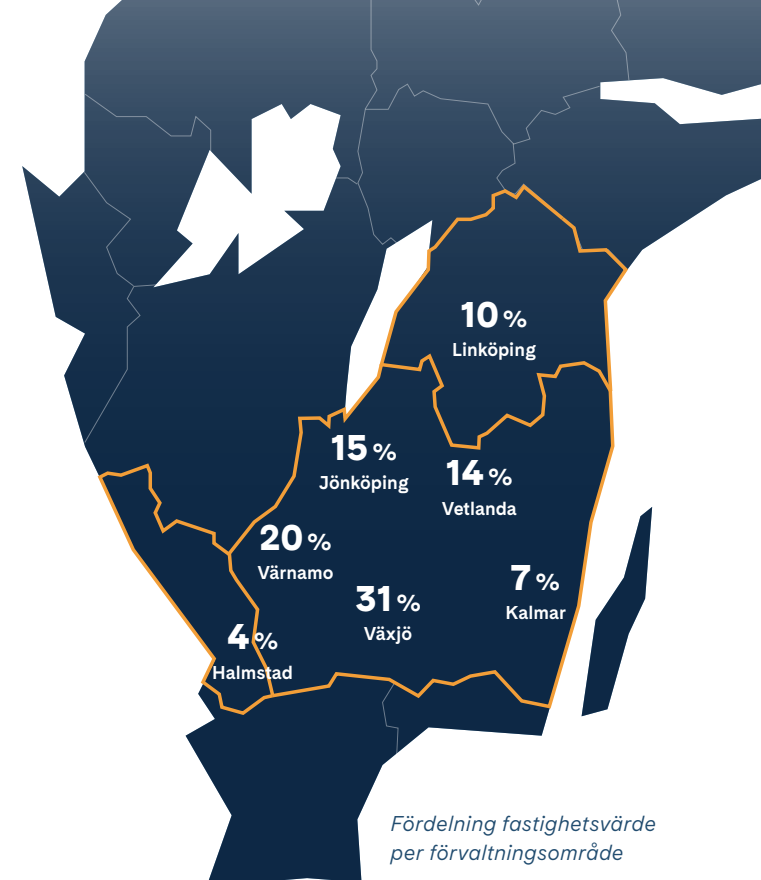 10 %
Linköping
15 %
Jönköping
14 %
Vetlanda
20 %
Värnamo
31 %
Växjö
7 %
Kalmar
4 %
Halmstad
Fördelning fastighetsvärde
per förvaltningsområde